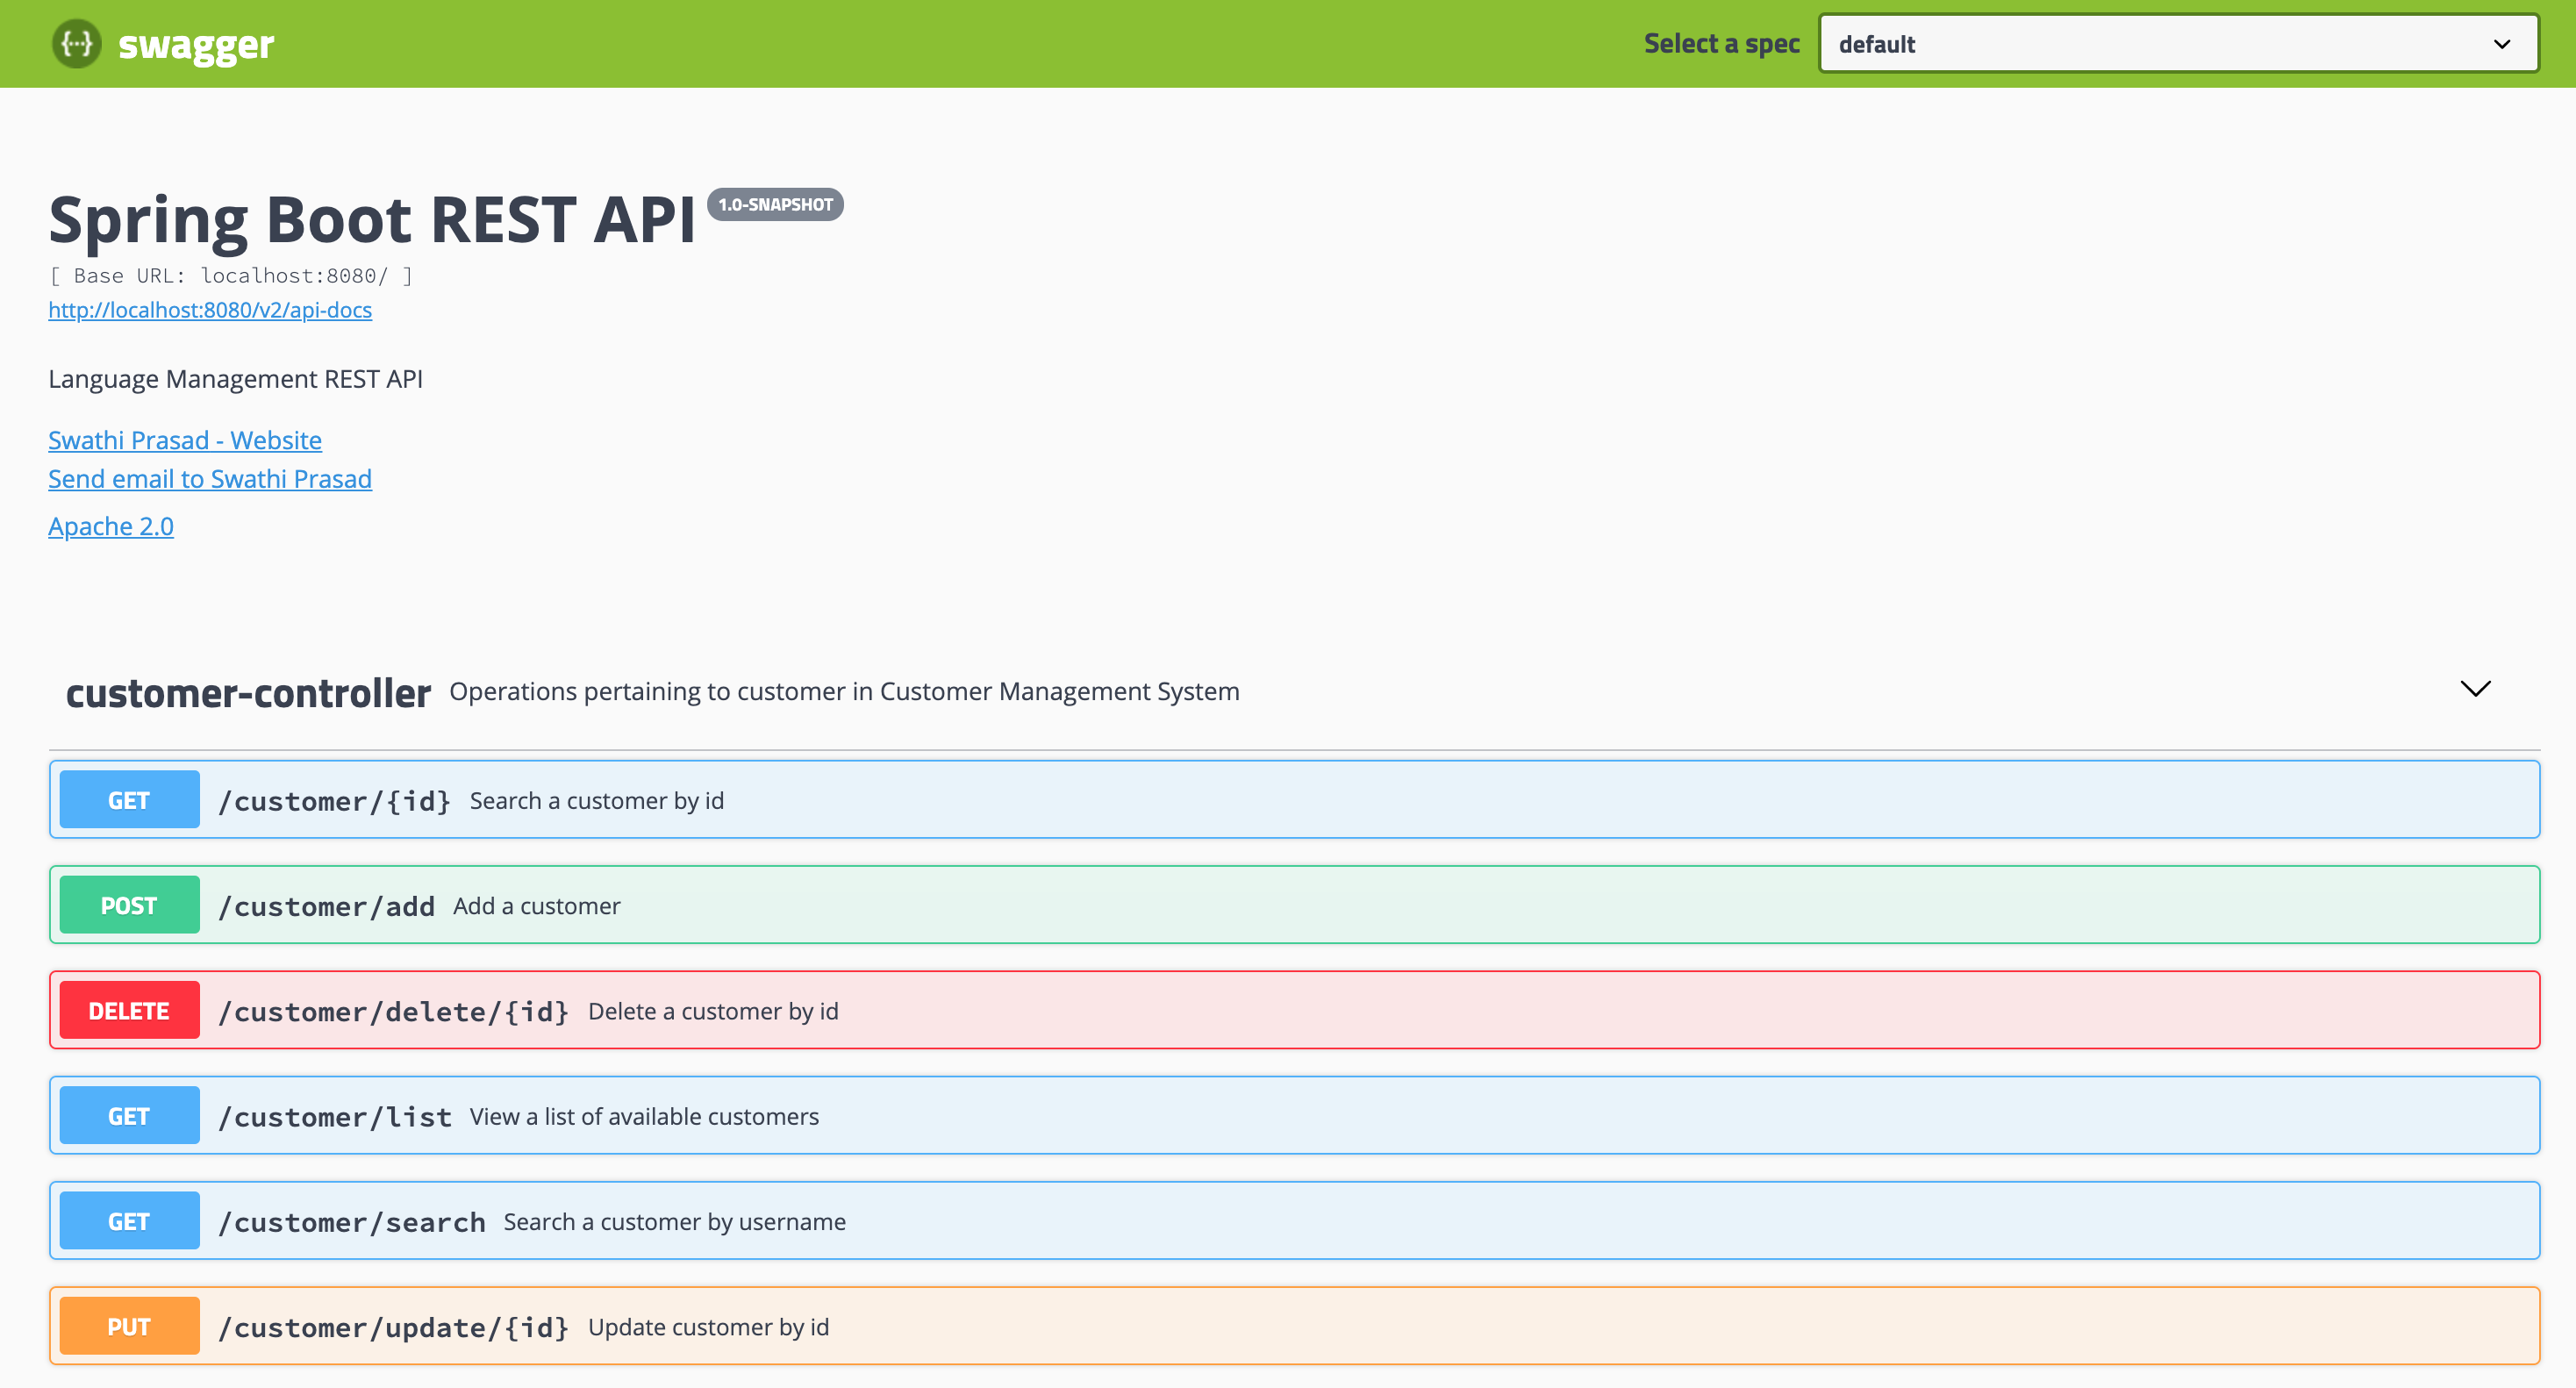 {...} swagger
Select a spec default
Spring Boot REST API 1.0-SNAPSHOT
[ Base URL: localhost:8080/ ]
http://localhost:8080/v2/api-docs
Language Management REST API
Swathi Prasad - Website
Send email to Swathi Prasad
Apache 2.0
customer-controller Operations pertaining to customer in Customer Management System
GET /customer/{id} Search a customer by id
POST /customer/add Add a customer
DELETE /customer/delete/{id} Delete a customer by id
GET /customer/list View a list of available customers
GET /customer/search Search a customer by username
PUT /customer/update/{id} Update customer by id